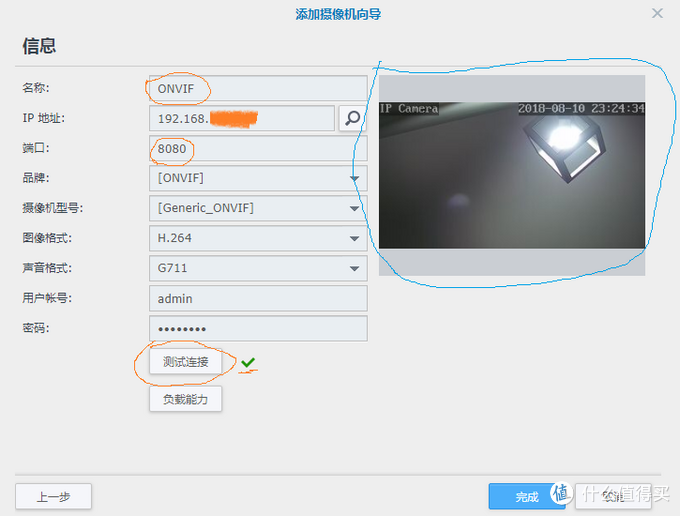 添加摄像机向导
信息
名称: ONVIF
IP 地址: 192.168.
端口: 8080
品牌: [ONVIF]
摄像机型号: [Generic_ONVIF]
图像格式: H.264
声音格式: G711
用户帐号: admin
密码: ••••••••
测试连接
负载能力
IP Camera 2018-08-10 23:24:34
上一步 完成
值 什么值得买